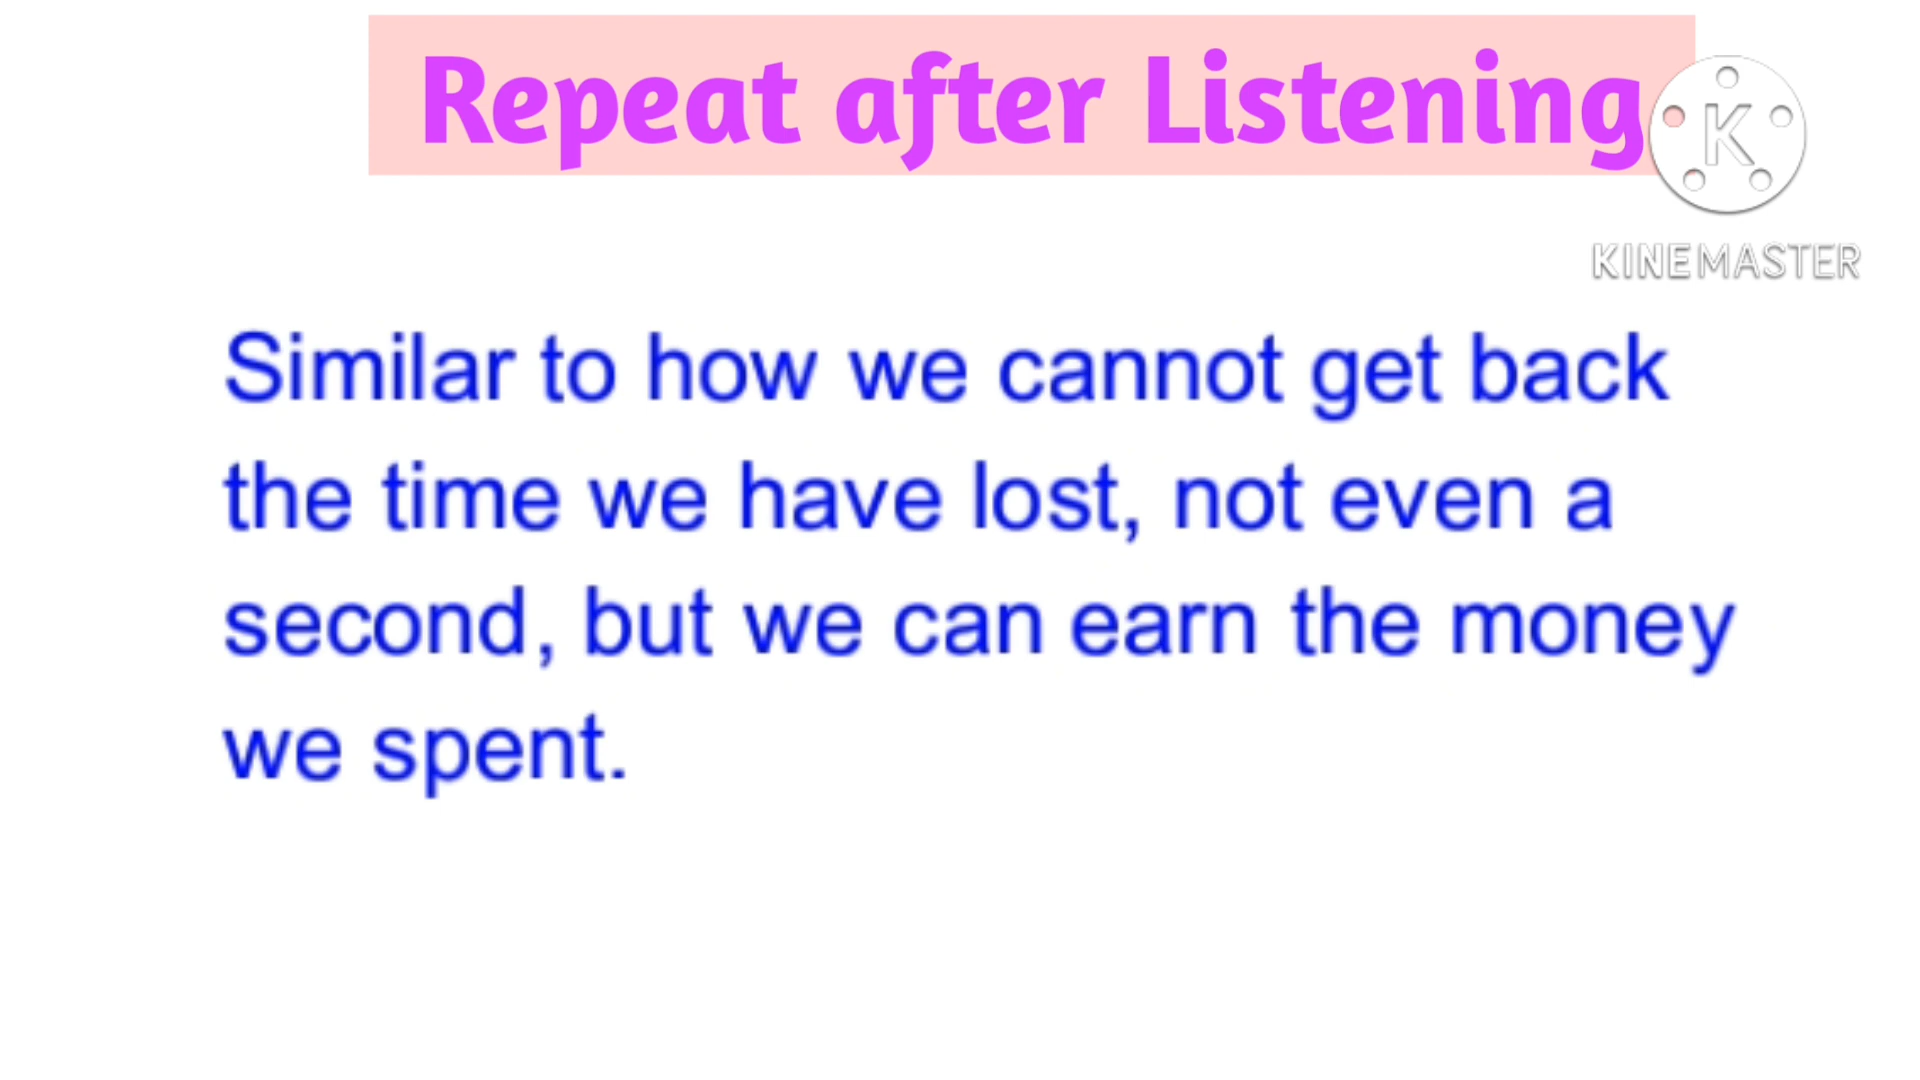 Repeat after Listening
K
KINEMASTER
Similar to how we cannot get back
the time we have lost, not even a
second, but we can earn the money
we spent.